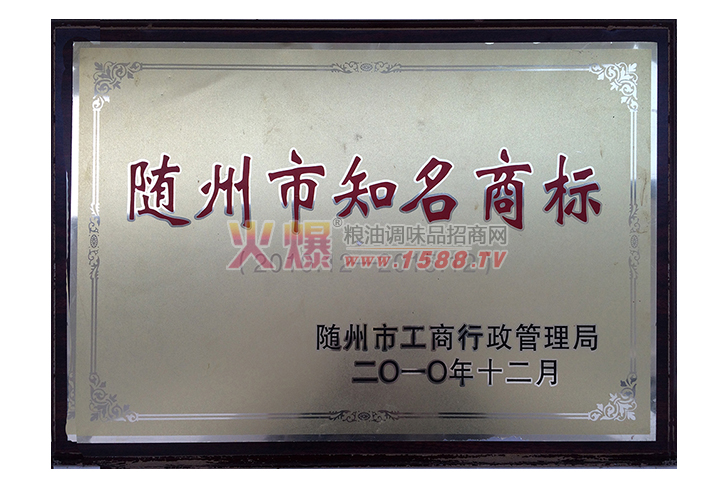 随州市知名商标
火爆® 粮油调味品招商网
www.1588.TV
随州市工商行政管理局
二〇一〇年十二月